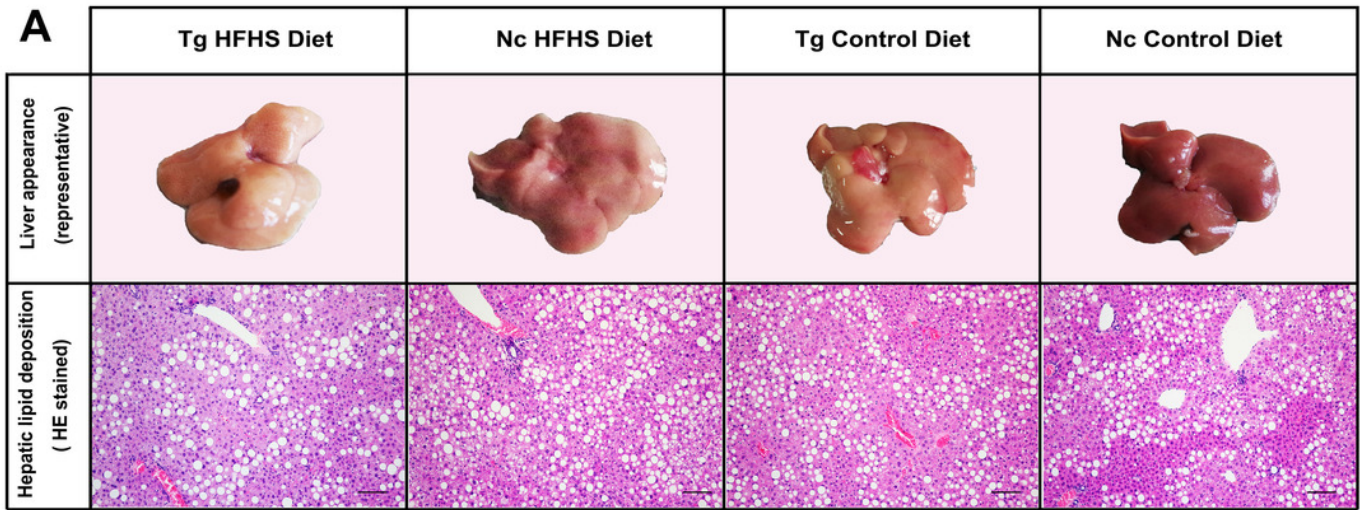 A
Tg HFHS Diet
Nc HFHS Diet
Tg Control Diet
Nc Control Diet
Liver appearance
(representative)
Hepatic lipid deposition
( HE stained)